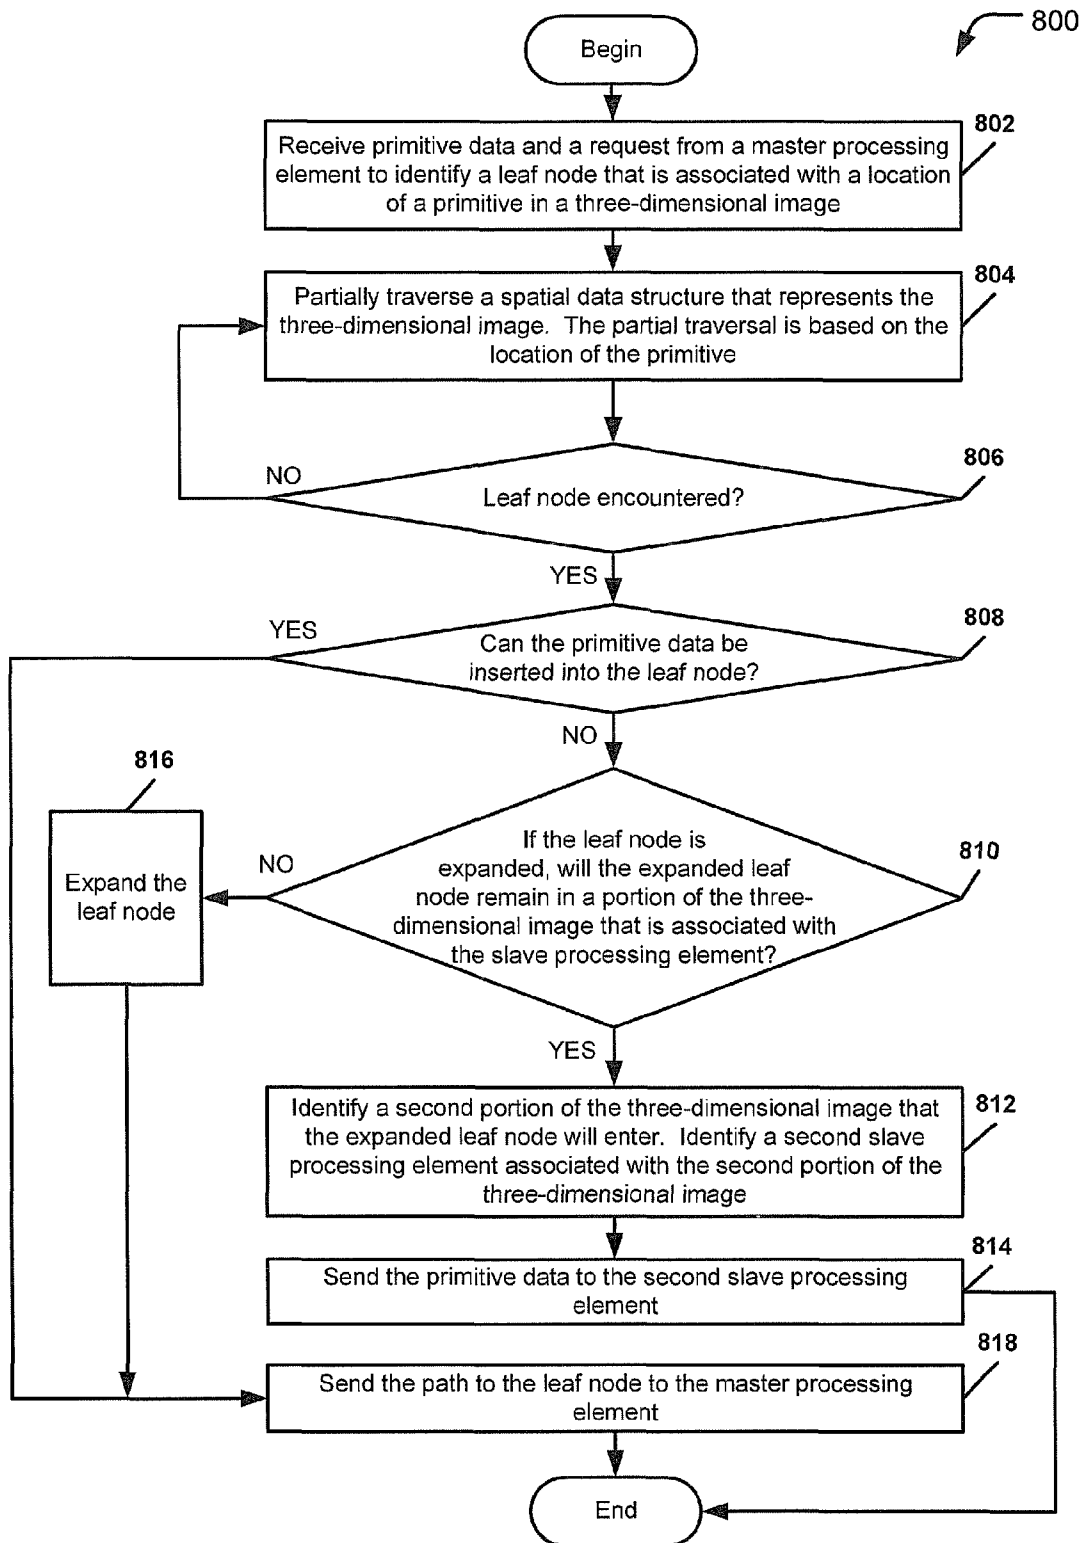 800
Begin
802
Receive primitive data and a request from a master processing
element to identify a leaf node that is associated with a location
of a primitive in a three-dimensional image
804
Partially traverse a spatial data structure that represents the
three-dimensional image. The partial traversal is based on the
location of the primitive
806
NO
Leaf node encountered?
YES
808
YES
Can the primitive data be
inserted into the leaf node?
NO
816
Expand the
leaf node
NO
810
If the leaf node is
expanded, will the expanded leaf
node remain in a portion of the three-
dimensional image that is associated with
the slave processing element?
YES
812
Identify a second portion of the three-dimensional image that
the expanded leaf node will enter. Identify a second slave
processing element associated with the second portion of the
three-dimensional image
814
Send the primitive data to the second slave processing
element
818
Send the path to the leaf node to the master processing
element
End